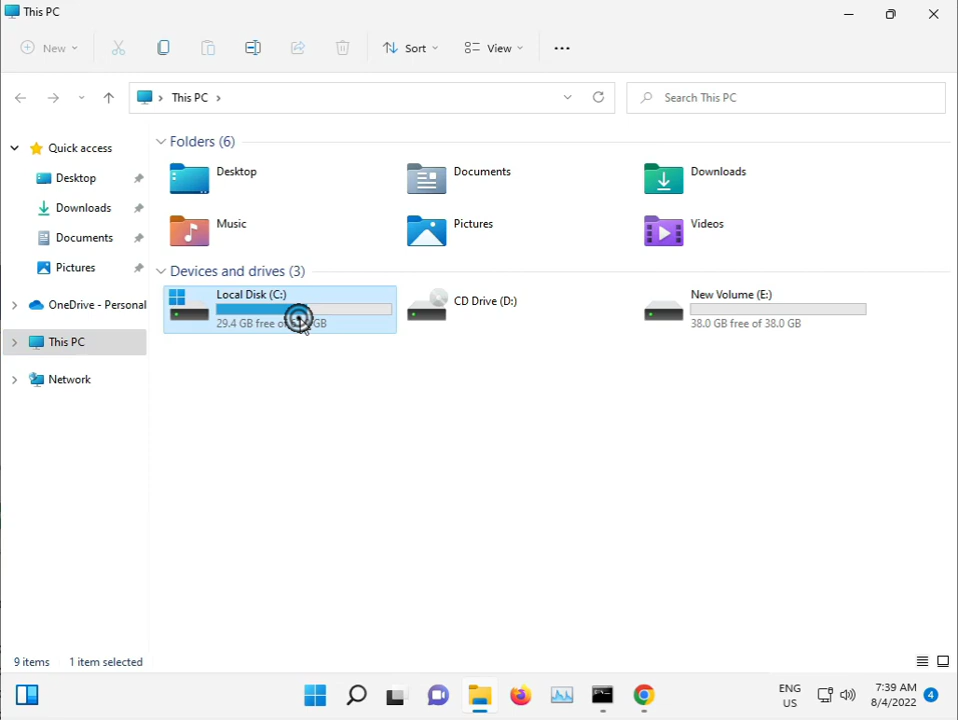 This PC
New
Sort
View
This PC
Search This PC
Quick access
Desktop
Downloads
Documents
Pictures
OneDrive - Personal
This PC
Network
Folders (6)
Desktop
Documents
Downloads
Music
Pictures
Videos
Devices and drives (3)
Local Disk (C:)
29.4 GB free of GB
CD Drive (D:)
New Volume (E:)
38.0 GB free of 38.0 GB
9 items
1 item selected
ENG
US
7:39 AM
8/4/2022
4